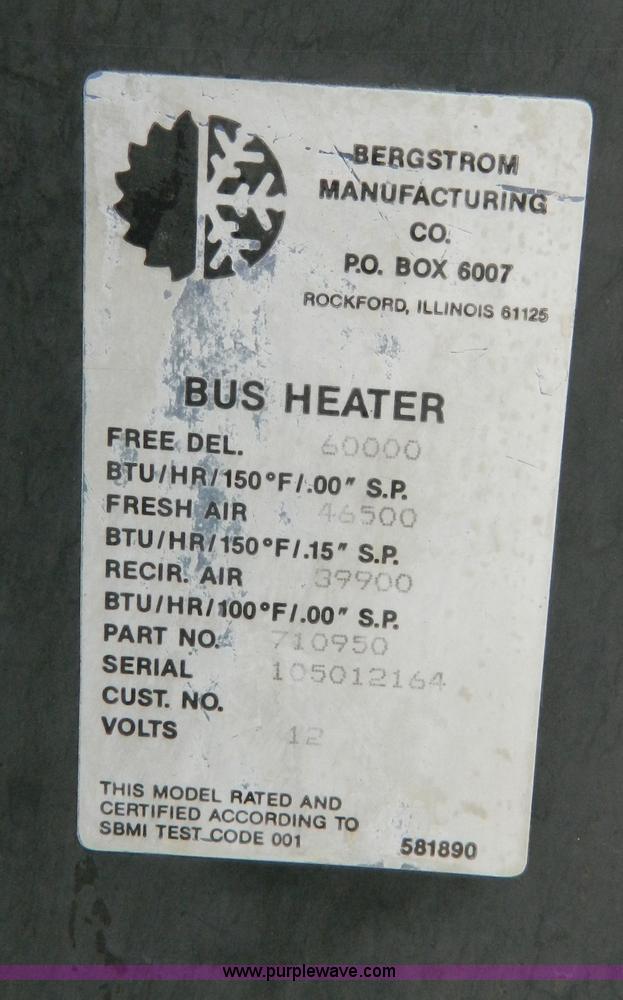 BERGSTROM
MANUFACTURING
CO.
P.O. BOX 6007
ROCKFORD, ILLINOIS 61125
BUS HEATER
FREE DEL. 60000
BTU/HR/150°F/.00" S.P.
FRESH AIR 46500
BTU/HR/150°F/.15" S.P.
RECIR. AIR 39900
BTU/HR/100°F/.00" S.P.
PART NO. 710950
SERIAL 105012164
CUST. NO.
VOLTS 12
THIS MODEL RATED AND
CERTIFIED ACCORDING TO
SBMI TEST CODE 001
581890
www.purplewave.com